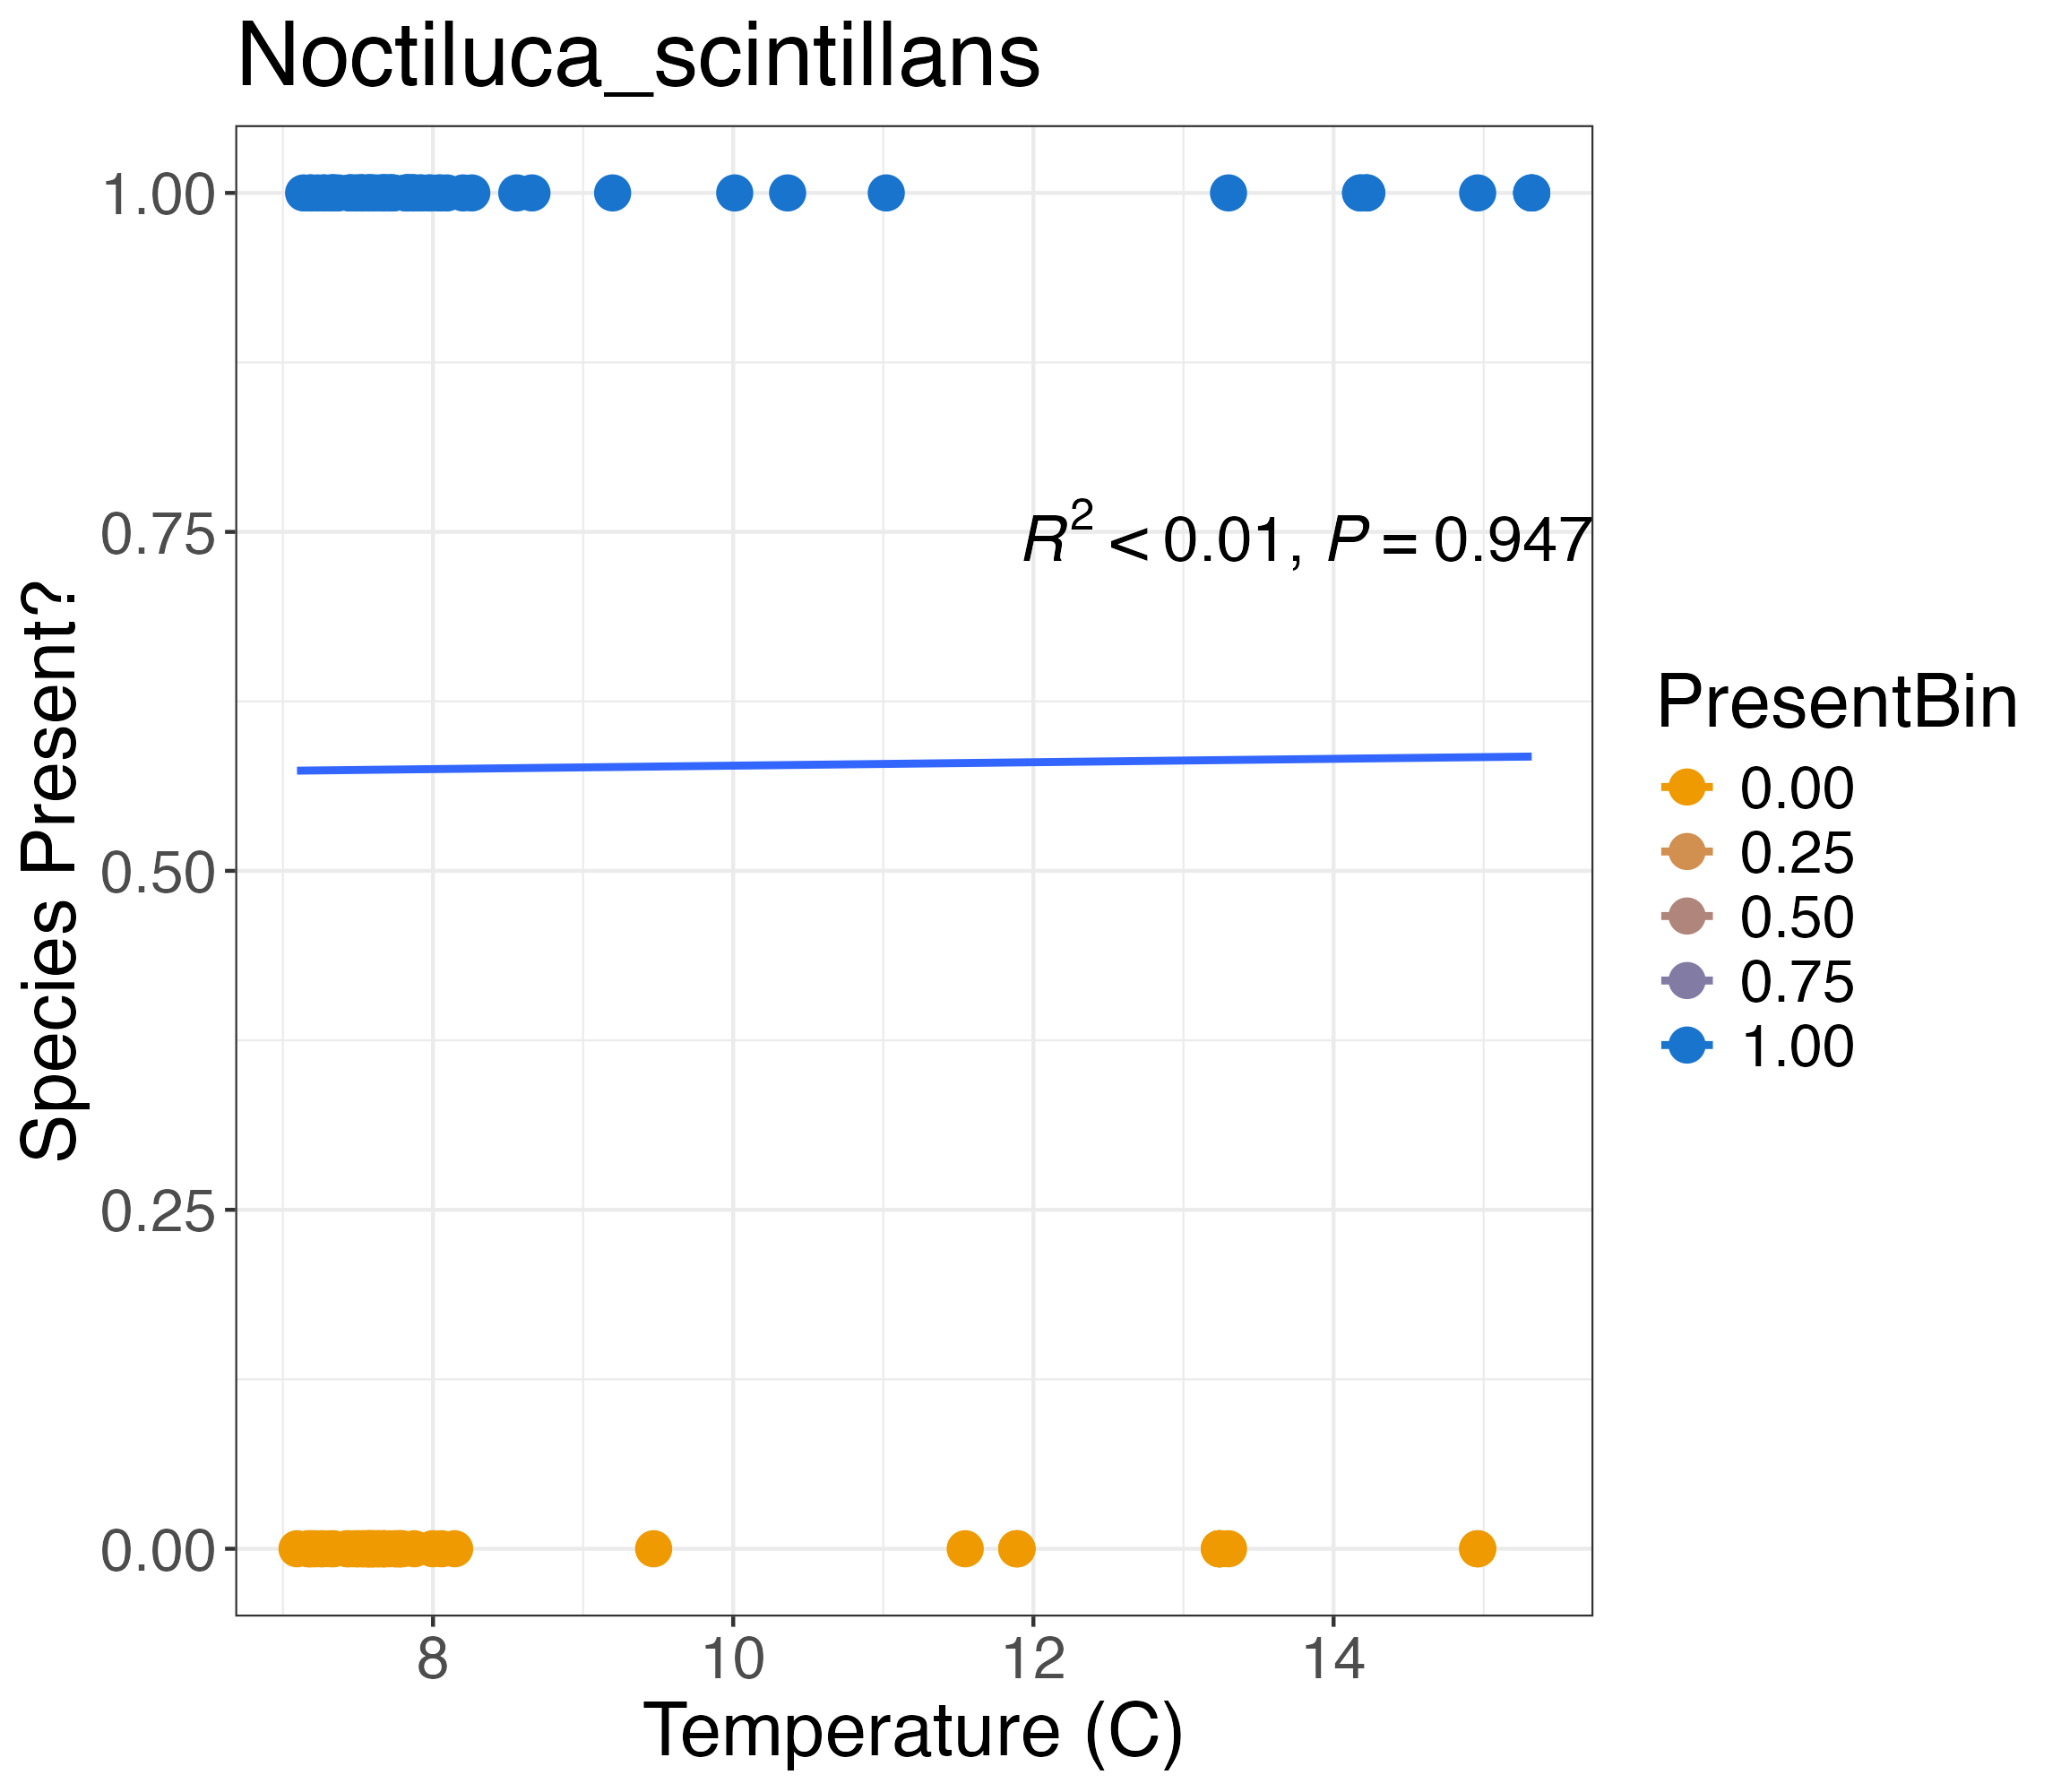 Noctiluca_scintillans
1.00
0.75
0.50
0.25
0.00
Species Present?
R² < 0.01, P = 0.947
8 10 12 14
Temperature (C)
PresentBin
0.00
0.25
0.50
0.75
1.00